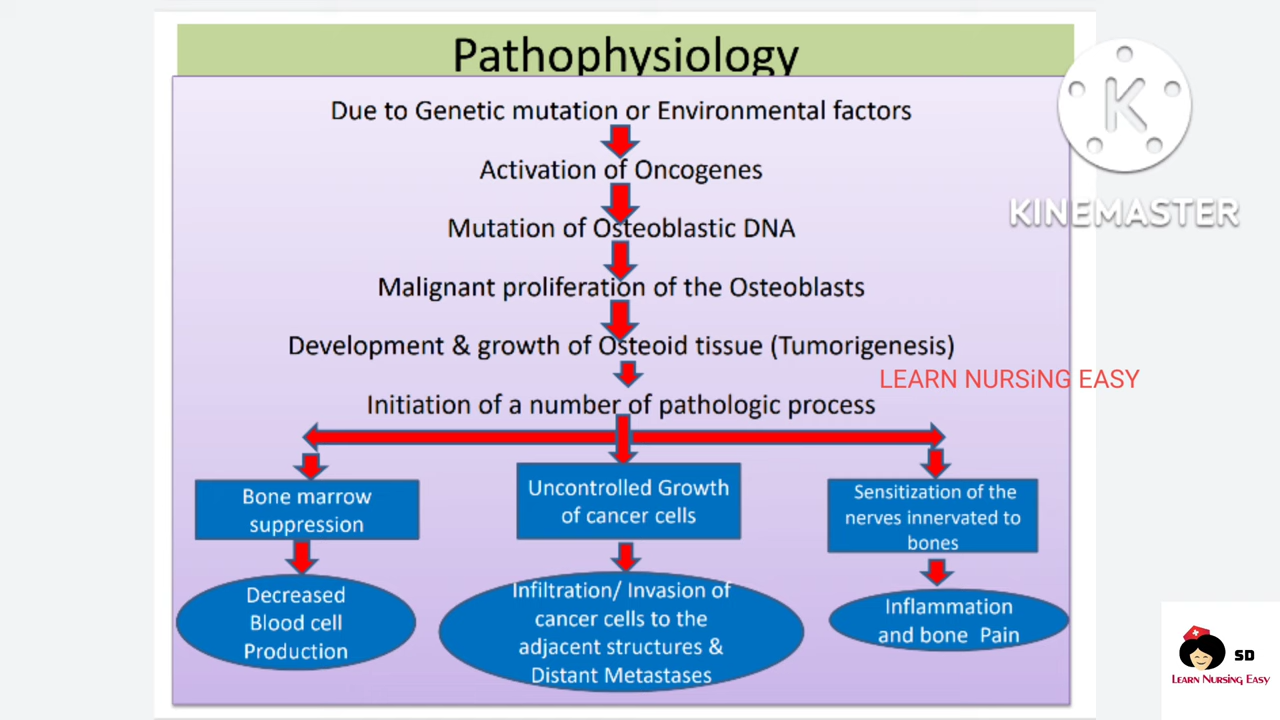 Pathophysiology
Due to Genetic mutation or Environmental factors
Activation of Oncogenes
Mutation of Osteoblastic DNA
Malignant proliferation of the Osteoblasts
Development & growth of Osteoid tissue (Tumorigenesis)
Initiation of a number of pathologic process
Bone marrow
suppression
Uncontrolled Growth
of cancer cells
Sensitization of the
nerves innervated to
bones
Decreased
Blood cell
Production
Infiltration/ Invasion of
cancer cells to the
adjacent structures &
Distant Metastases
Inflammation
and bone Pain
K
KINEMASTER
LEARN NURSiNG EASY
SD
LEARN NURSING EASY